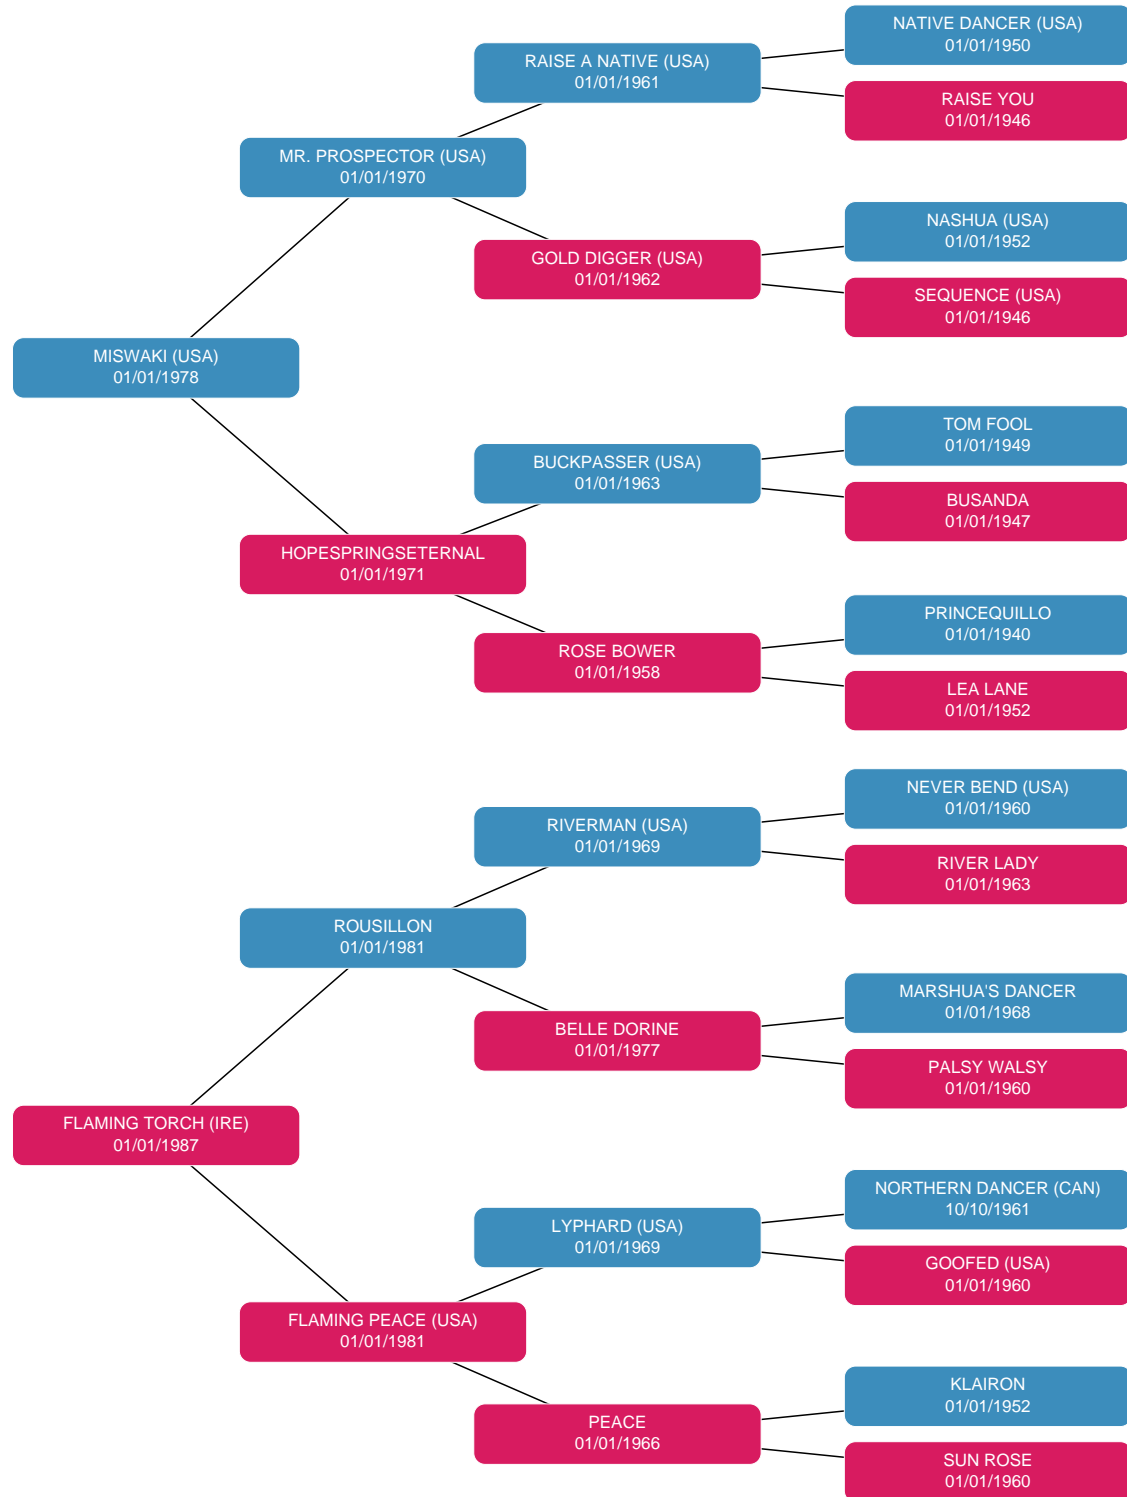 NATIVE DANCER (USA)
01/01/1950
RAISE A NATIVE (USA)
01/01/1961
RAISE YOU
01/01/1946
MR. PROSPECTOR (USA)
01/01/1970
NASHUA (USA)
01/01/1952
GOLD DIGGER (USA)
01/01/1962
SEQUENCE (USA)
01/01/1946
MISWAKI (USA)
01/01/1978
TOM FOOL
01/01/1949
BUCKPASSER (USA)
01/01/1963
BUSANDA
01/01/1947
HOPESPRINGSETERNAL
01/01/1971
PRINCEQUILLO
01/01/1940
ROSE BOWER
01/01/1958
LEA LANE
01/01/1952
NEVER BEND (USA)
01/01/1960
RIVERMAN (USA)
01/01/1969
RIVER LADY
01/01/1963
ROUSILLON
01/01/1981
MARSHUA'S DANCER
01/01/1968
BELLE DORINE
01/01/1977
PALSY WALSY
01/01/1960
FLAMING TORCH (IRE)
01/01/1987
NORTHERN DANCER (CAN)
10/10/1961
LYPHARD (USA)
01/01/1969
GOOFED (USA)
01/01/1960
FLAMING PEACE (USA)
01/01/1981
KLAIRON
01/01/1952
PEACE
01/01/1966
SUN ROSE
01/01/1960